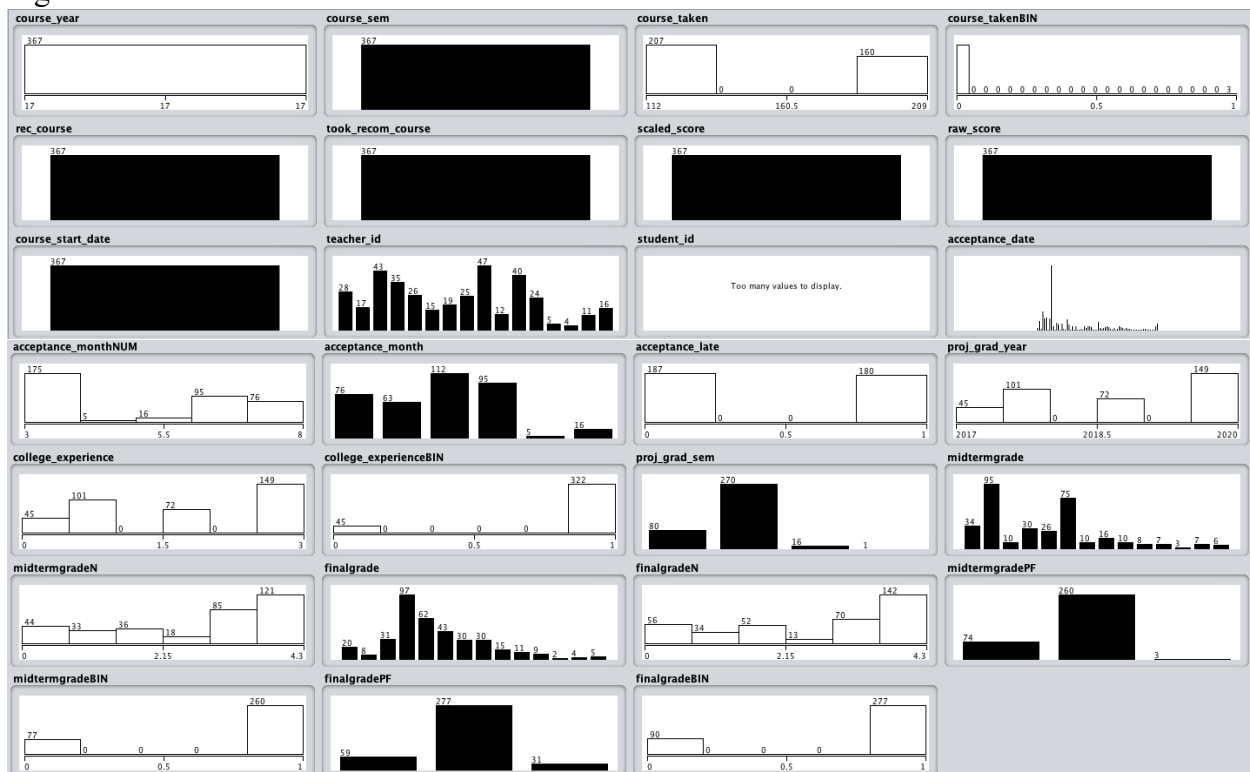 course_year course_sem course_taken course_takenBIN
367 367 207 0 0 160 0 0 0 0 0 0 0 0 0 0 0 0 0 0 0 0 0 0 0 0 0 3
17 17 17 112 160.5 209 0 0.5 1
rec_course took_recom_course scaled_score raw_score
367 367 367 367
course_start_date teacher_id student_id acceptance_date
367 28 17 43 35 26 15 19 25 47 12 40 24 5 4 11 16 Too many values to display.
acceptance_monthNUM acceptance_month acceptance_late proj_grad_year
175 5 16 95 76 76 63 112 95 5 16 187 0 0 180 45 101 0 72 0 149
3 5.5 8 0 0.5 1 2017 2018.5 2020
college_experience college_experienceBIN proj_grad_sem midtermgrade
45 101 0 72 0 149 45 0 0 0 0 322 80 270 16 1 34 95 10 30 26 75 10 16 10 8 7 3 7 6
0 1.5 3 0 0.5 1
midtermgradeN finalgrade finalgradeN midtermgradePF
44 33 36 18 85 121 20 8 31 97 62 43 30 30 15 11 9 2 4 5 56 34 52 13 70 142 74 260 3
0 2.15 4.3 0 2.15 4.3
midtermgradeBIN finalgradePF finalgradeBIN
77 0 0 0 260 59 277 31 90 0 0 0 277
0 0.5 1 0 0.5 1